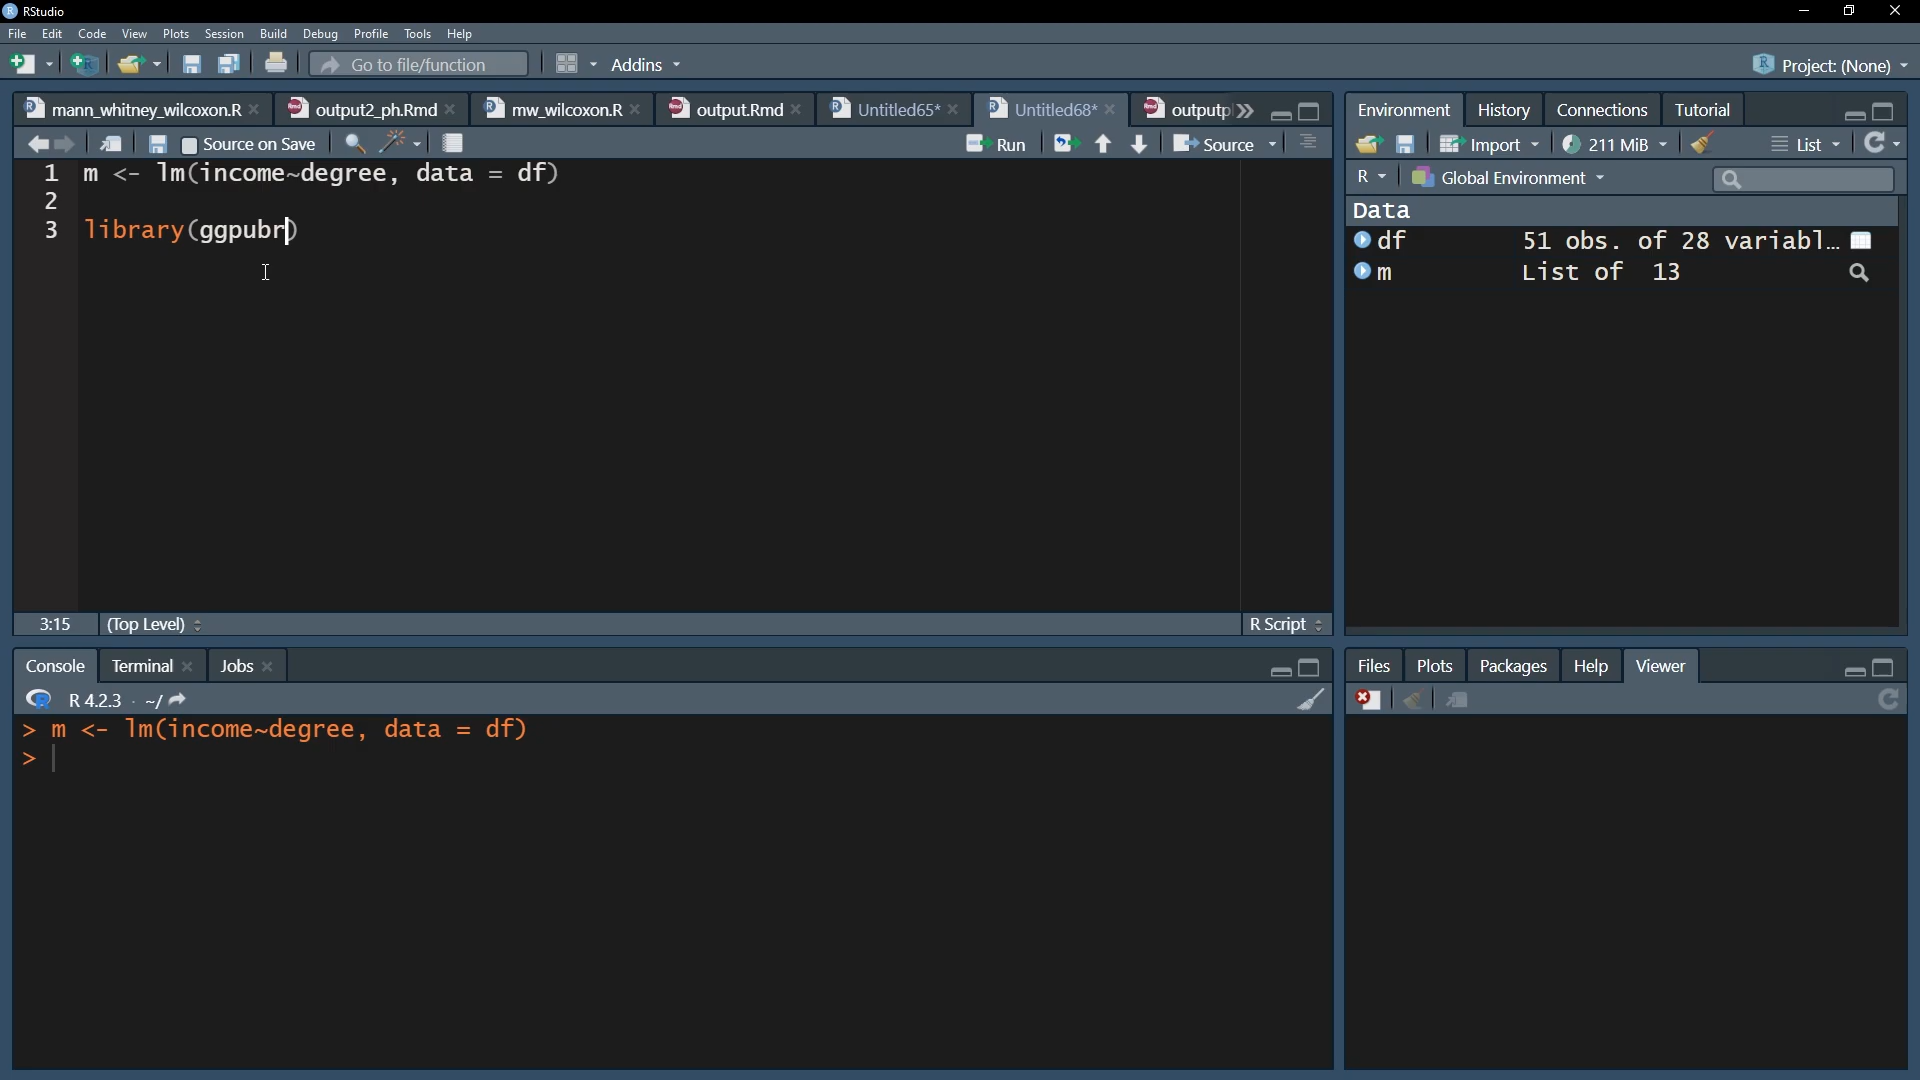 RStudio
File Edit Code View Plots Session Build Debug Profile Tools Help
Go to file/function Addins Project: (None)
mann_whitney_wilcoxon.R output2_ph.Rmd mw_wilcoxon.R output.Rmd Untitled65* Untitled68* outputp
Source on Save Run Source
1 m <- lm(income~degree, data = df)
2
3 library(ggpubr)
3:15 (Top Level) R Script
Console Terminal Jobs
R 4.2.3 · ~/
> m <- lm(income~degree, data = df)
>
Environment History Connections Tutorial
Import 211 MiB List
R Global Environment
Data
df 51 obs. of 28 variabl…
m List of 13
Files Plots Packages Help Viewer